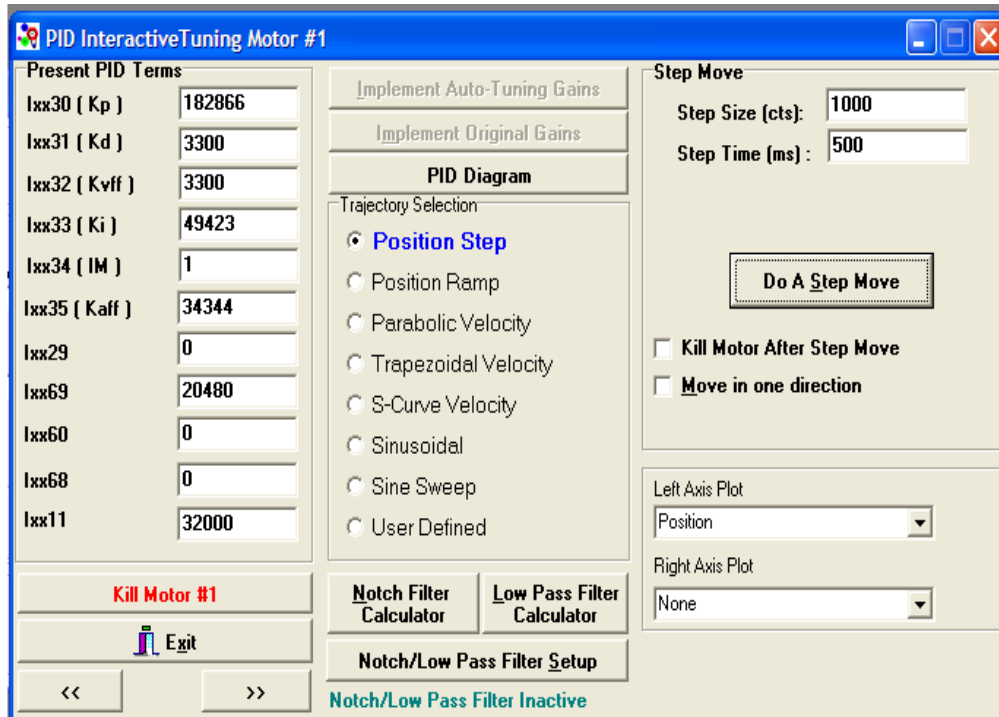 PID InteractiveTuning Motor #1
Present PID Terms
Ixx30 ( Kp )
182866
Ixx31 ( Kd )
3300
Ixx32 ( Kvff )
3300
Ixx33 ( Ki )
49423
Ixx34 ( IM )
1
Ixx35 ( Kaff )
34344
Ixx29
0
Ixx69
20480
Ixx60
0
Ixx68
0
Ixx11
32000
Kill Motor #1
Exit
<<
>>
Implement Auto-Tuning Gains
Implement Original Gains
PID Diagram
Trajectory Selection
Position Step
Position Ramp
Parabolic Velocity
Trapezoidal Velocity
S-Curve Velocity
Sinusoidal
Sine Sweep
User Defined
Notch Filter
Calculator
Low Pass Filter
Calculator
Notch/Low Pass Filter Setup
Notch/Low Pass Filter Inactive
Step Move
Step Size (cts):
1000
Step Time (ms) :
500
Do A Step Move
Kill Motor After Step Move
Move in one direction
Left Axis Plot
Position
Right Axis Plot
None